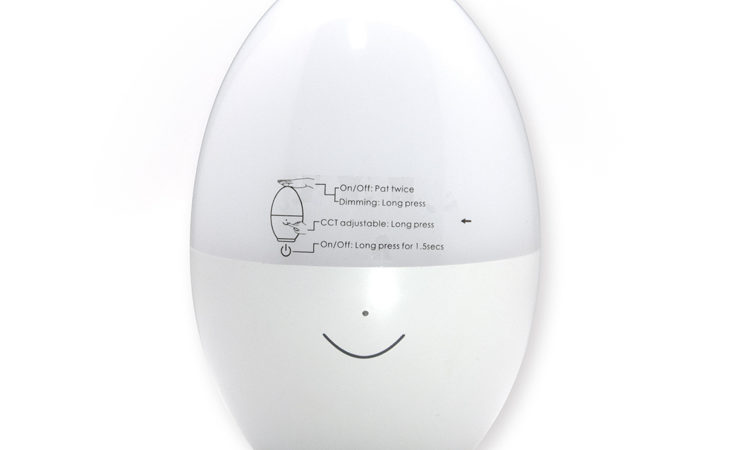 On/Off: Pat twice
Dimming: Long press
CCT adjustable: Long press
On/Off: Long press for 1.5secs